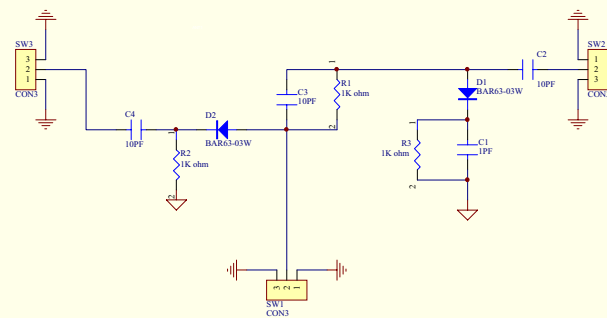 SW3
3
2
1
CON3
C4
10PF
1
R2
1K ohm
2
D2
BAR63-03W
C3
10PF
1
R1
1K ohm
2
D1
BAR63-03W
1
R3
1K ohm
2
C1
1PF
C2
10PF
SW2
1
2
3
3 2 1
SW1
CON3